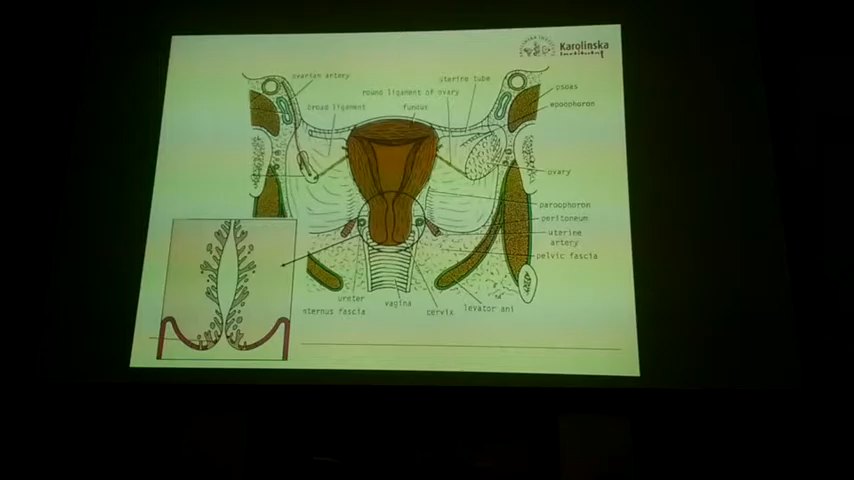 Karolinska
Institutet
ovarian artery
uterine tube
round ligament of ovary
psoas
broad ligament
fundus
epoophoron
ovary
paroophoron
peritoneum
uterine
artery
pelvic fascia
ureter
vagina
nternus fascia
cervix
levator ani